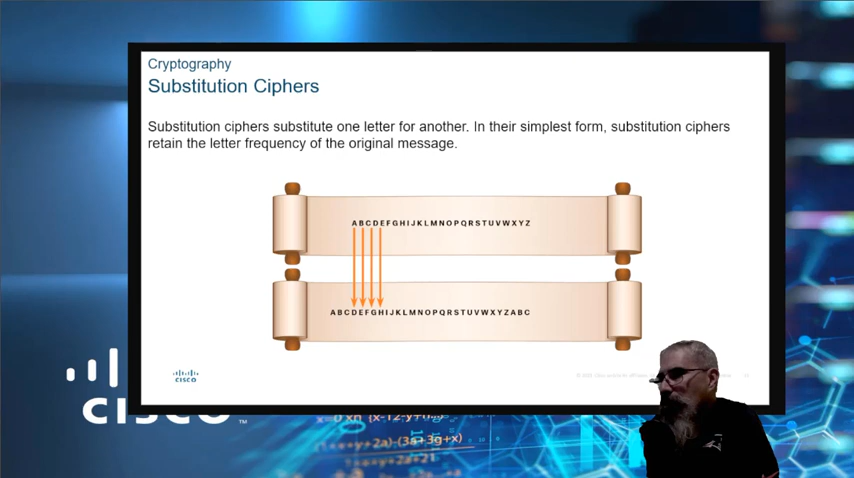 Cryptography
Substitution Ciphers
Substitution ciphers substitute one letter for another. In their simplest form, substitution ciphers
retain the letter frequency of the original message.
ABCDEFGHIJKLMNOPQRSTUVWXYZ
ABCDEFGHIJKLMNOPQRSTUVWXYZABC
CISCO
CISCO
TM